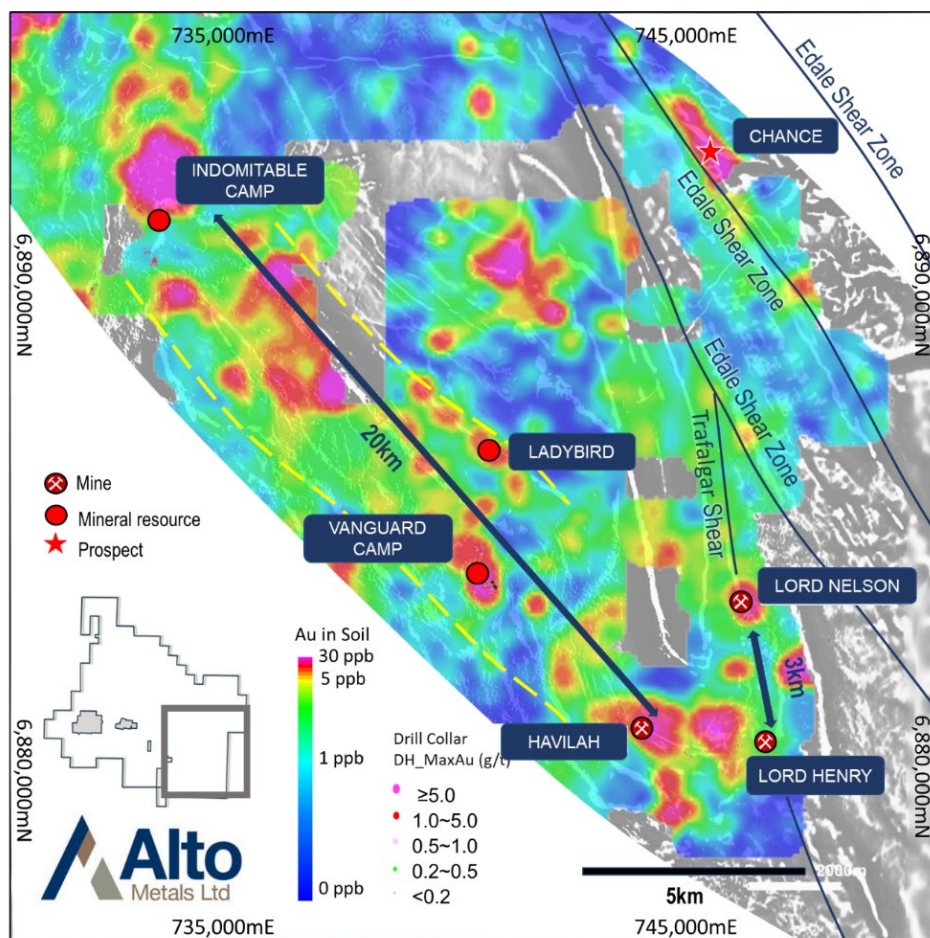 735,000mE
745,000mE
Edale Shear Zone
CHANCE
INDOMITABLE
CAMP
Edale Shear Zone
6,890,000mN
6,890,000mN
Edale Shear Zone
20km
LADYBIRD
Trafalgar Shear
Mine
Mineral resource
Prospect
VANGUARD
CAMP
LORD NELSON
3km
HAVILAH
LORD HENRY
Au in Soil
30 ppb
5 ppb
1 ppb
0 ppb
Drill Collar
DH_MaxAu (g/t)
≥5.0
1.0~5.0
0.5~1.0
0.2~0.5
<0.2
6,880,000mN
6,880,000mN
Alto
Metals Ltd
2000m
5km
735,000mE
745,000mE